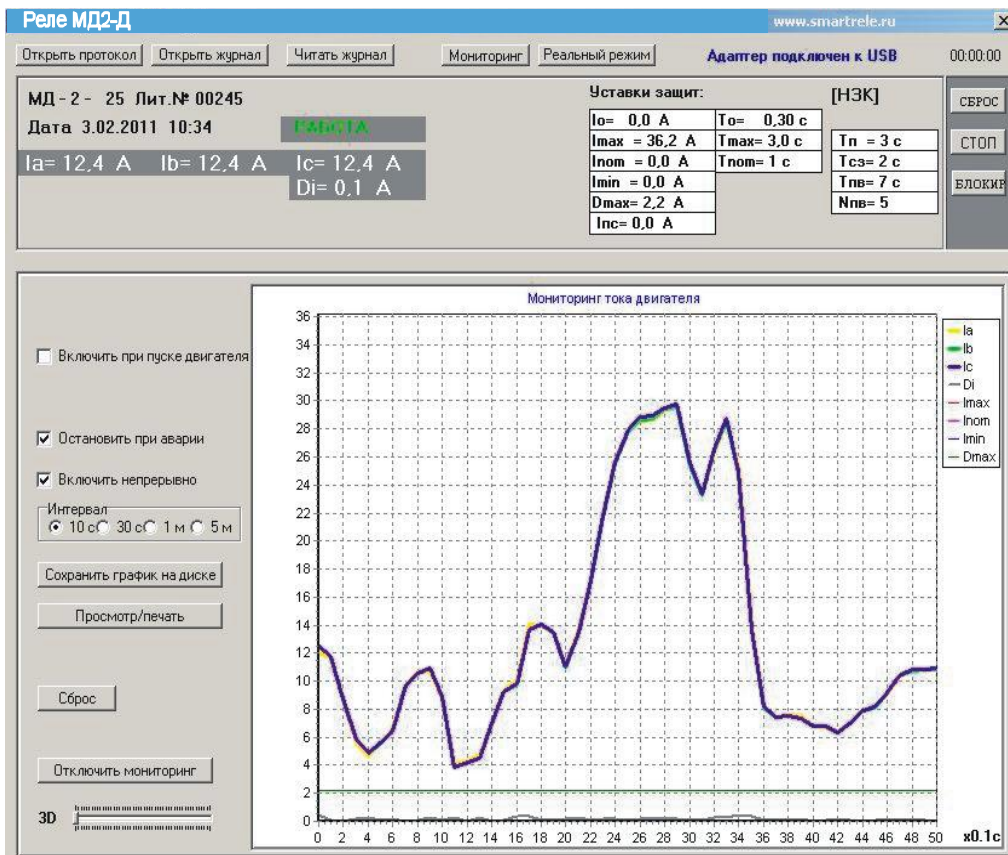 Реле МД2-Д
www.smartrele.ru
Открыть протокол
Открыть журнал
Читать журнал
Мониторинг
Реальный режим
Адаптер подключен к USB
00:00:00
МД - 2 - 25 Лит.№ 00245
Дата 3.02.2011 10:34
РАБОТА
Ia= 12,4 А Ib= 12,4 А Ic= 12,4 А
Di= 0,1 А
Уставки защит:
[НЗК]
Io= 0,0 А
Imax = 36,2 А
Inom = 0,0 А
Imin = 0,0 А
Dmax= 2,2 А
Inc= 0,0 А
То= 0,30 с
Tmax= 3,0 с
Tnom= 1 с
Тп = 3 с
Тсз= 2 с
Тпв= 7 с
Nпв= 5
СБРОС
СТОП
БЛОКИР
Включить при пуске двигателя
Остановить при аварии
Включить непрерывно
Интервал
10 с 30 с 1 м 5 м
Сохранить график на диске
Просмотр/печать
Сброс
Отключить мониторинг
3D
Мониторинг тока двигателя
36
34
32
30
28
26
24
22
20
18
16
14
12
10
8
6
4
2
0
0 2 4 6 8 10 12 14 16 18 20 22 24 26 28 30 32 34 36 38 40 42 44 46 48 50
x0.1c
Ia
Ib
Ic
Di
Imax
Inom
Imin
Dmax